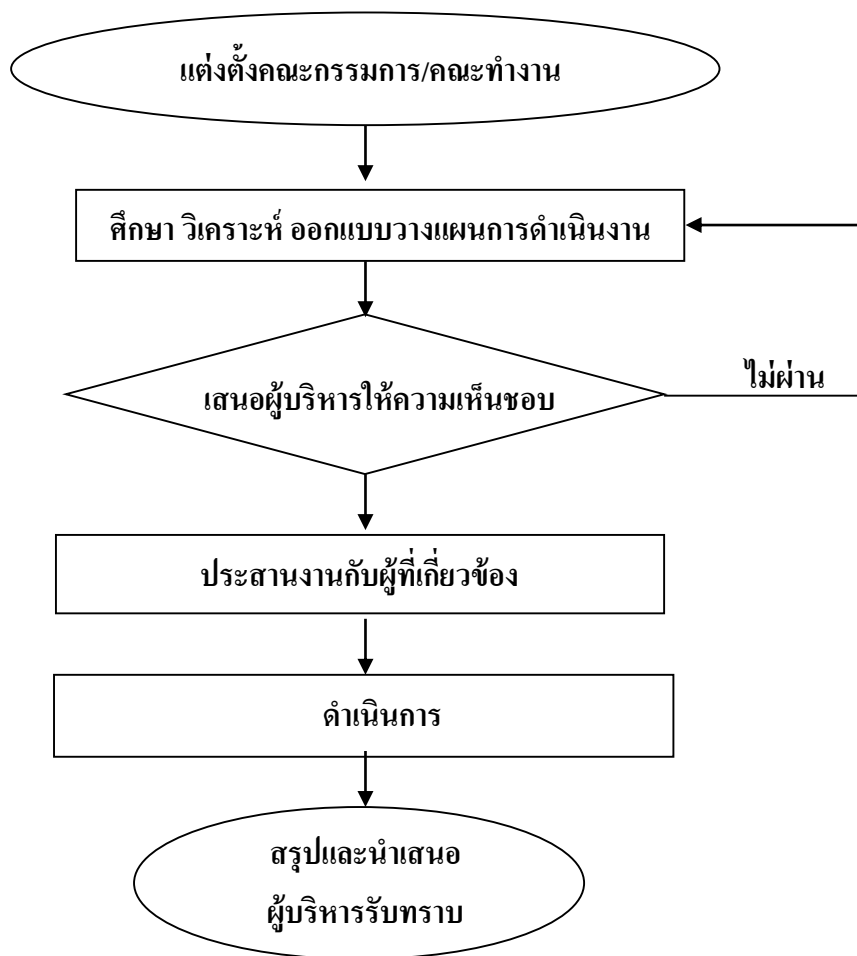 แต่งตั้งคณะกรรมการ/คณะทำงาน
ศึกษา วิเคราะห์ ออกแบบวางแผนการดำเนินงาน
เสนอผู้บริหารให้ความเห็นชอบ
ไม่ผ่าน
ประสานงานกับผู้ที่เกี่ยวข้อง
ดำเนินการ
สรุปและนำเสนอ
ผู้บริหารรับทราบ